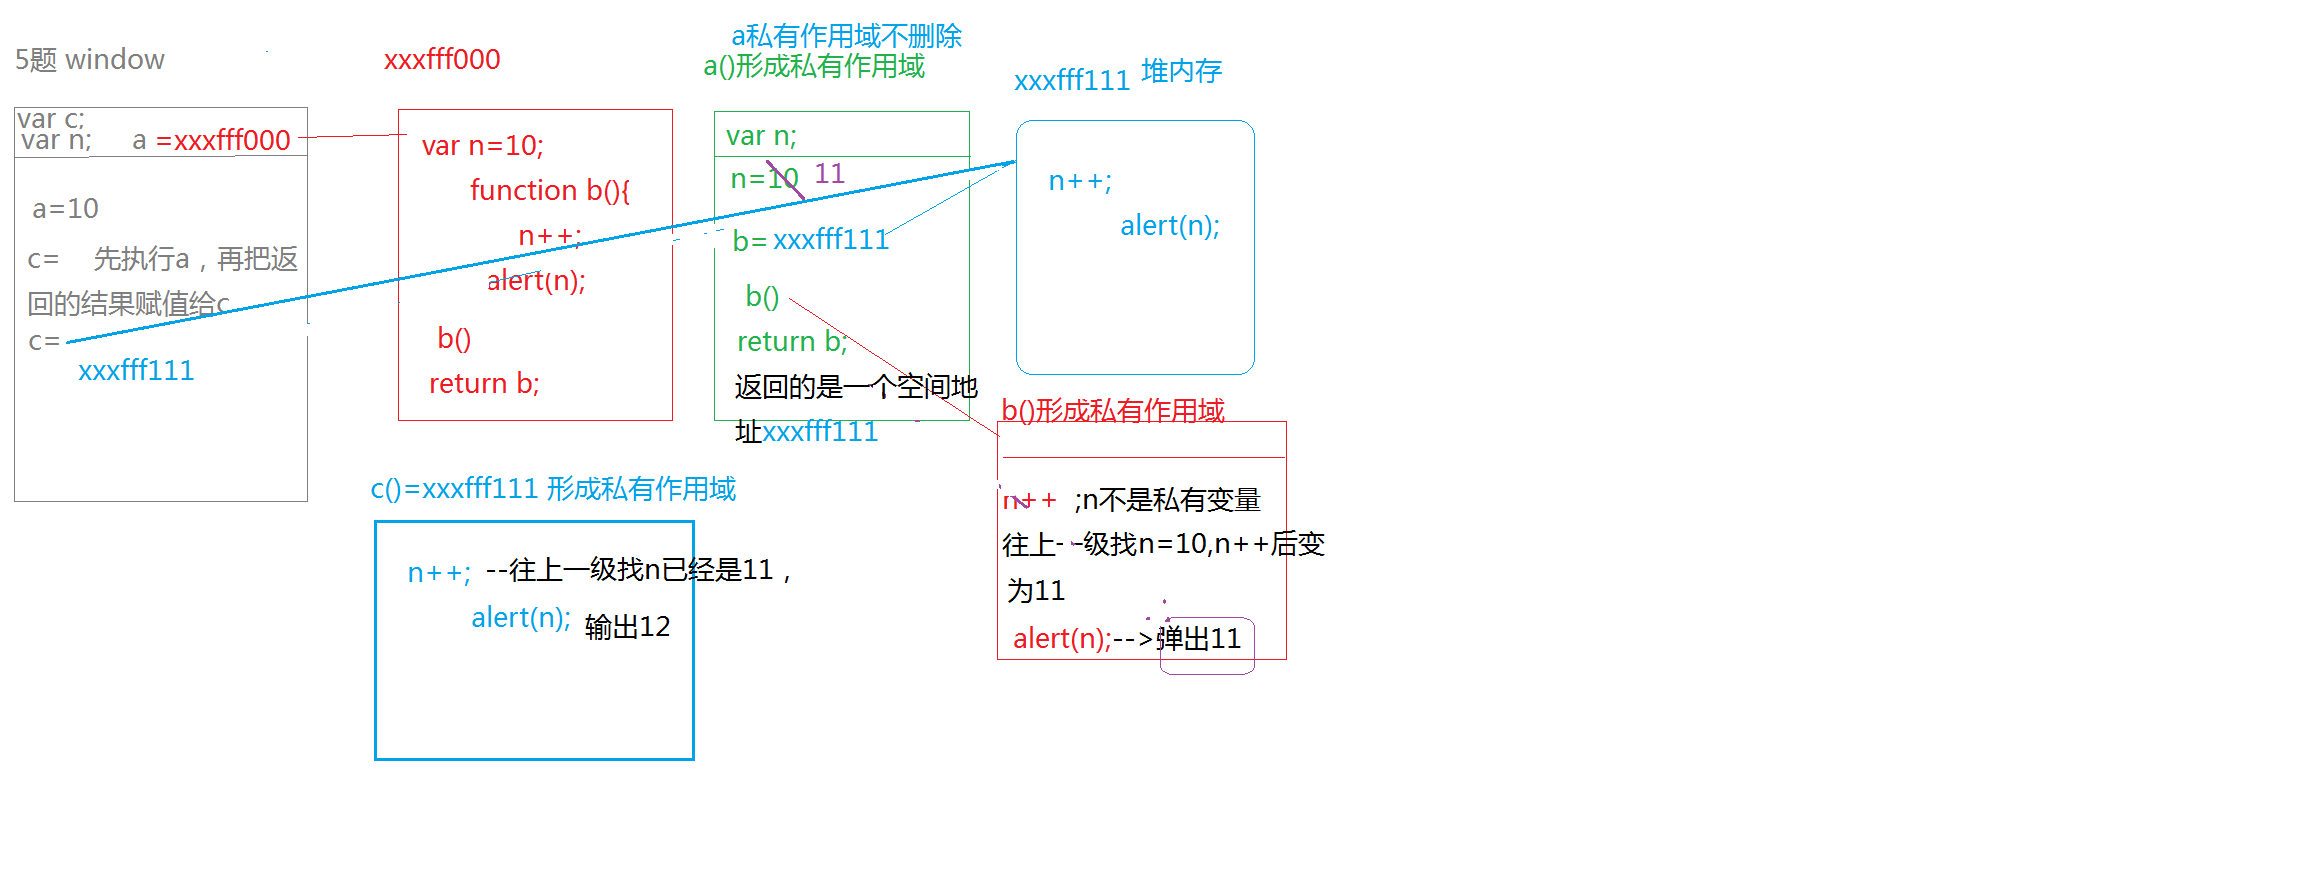 5题 window
var c;
var n; a =xxxfff000
a=10
c= 先执行a，再把返
回的结果赋值给c
c=
xxxfff111
xxxfff000
var n=10;
function b(){
n++;
alert(n);
b()
return b;
a私有作用域不删除
a()形成私有作用域
var n;
n=10 11
b= xxxfff111
b()
return b;
返回的是一个空间地
址xxxfff111
xxxfff111 堆内存
n++;
alert(n);
b()形成私有作用域
n++ ;n不是私有变量
往上一级找n=10,n++后变
为11
alert(n);-->弹出11
c()=xxxfff111 形成私有作用域
n++; --往上一级找n已经是11，
alert(n); 输出12